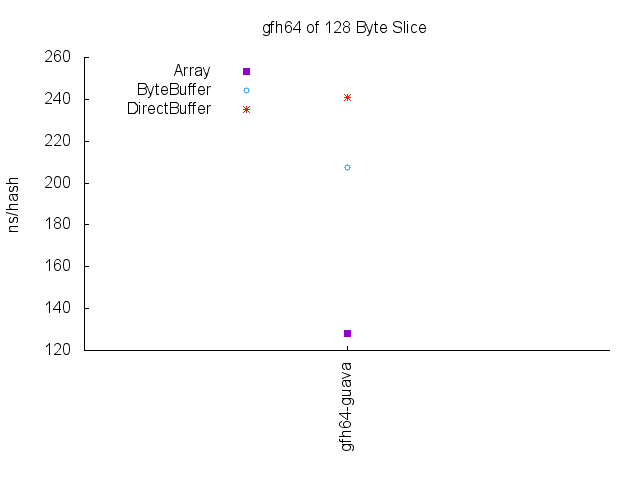 gfh64 of 128 Byte Slice
260
240
220
200
180
160
140
120
ns/hash
Array
ByteBuffer
DirectBuffer
gfh64-guava